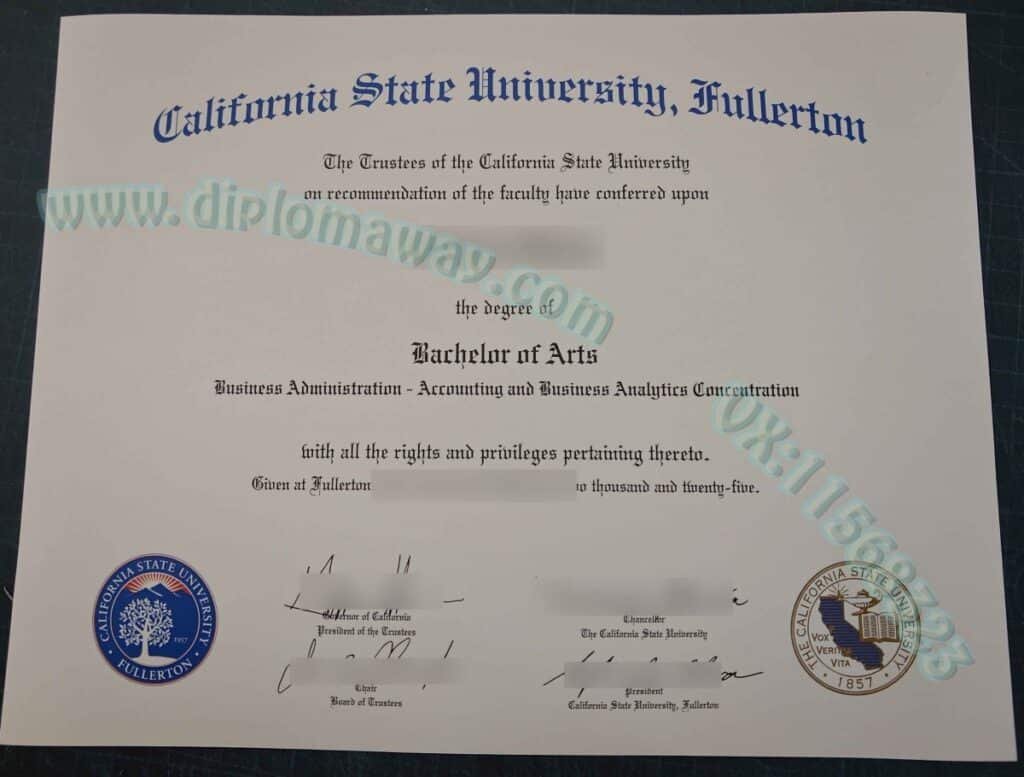 California State University, Fullerton
The Trustees of the California State University
on recommendation of the faculty have conferred upon
www.diplomaway.com
the degree of
Bachelor of Arts
Business Administration - Accounting and Business Analytics Concentration
with all the rights and privileges pertaining thereto.
Given at Fullerton
thousand and twenty-five.
Governor of California
President of the Trustees
Chancellor
The California State University
Chair
Board of Trustees
President
California State University, Fullerton
CALIFORNIA STATE UNIVERSITY
1957
FULLERTON
THE CALIFORNIA STATE UNIVERSITY
VOX
VERITAS
VITA
1857